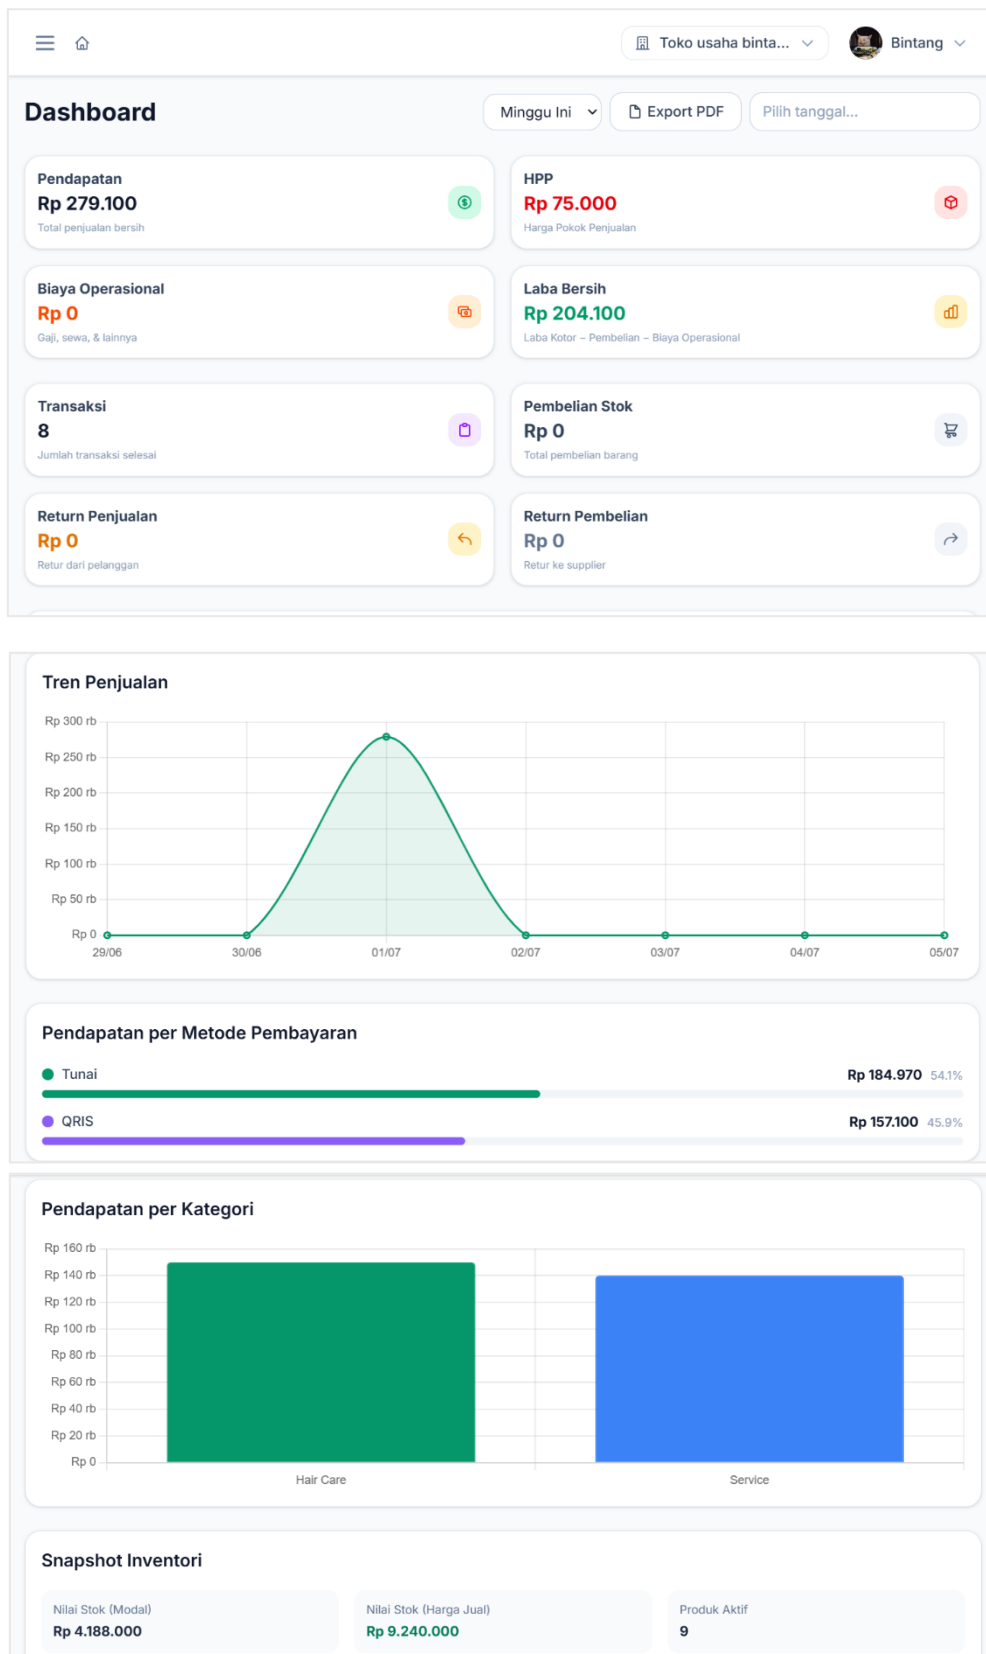 Toko usaha binta...
Bintang
Dashboard
Minggu Ini
Export PDF
Pilih tanggal...
Pendapatan
Rp 279.100
Total penjualan bersih
HPP
Rp 75.000
Harga Pokok Penjualan
Biaya Operasional
Rp 0
Gaji, sewa, & lainnya
Laba Bersih
Rp 204.100
Laba Kotor – Pembelian – Biaya Operasional
Transaksi
8
Jumlah transaksi selesai
Pembelian Stok
Rp 0
Total pembelian barang
Return Penjualan
Rp 0
Retur dari pelanggan
Return Pembelian
Rp 0
Retur ke supplier
Tren Penjualan
Rp 300 rb
Rp 250 rb
Rp 200 rb
Rp 150 rb
Rp 100 rb
Rp 50 rb
Rp 0
29/06 30/06 01/07 02/07 03/07 04/07 05/07
Pendapatan per Metode Pembayaran
Tunai Rp 184.970 54.1%
QRIS Rp 157.100 45.9%
Pendapatan per Kategori
Rp 160 rb
Rp 140 rb
Rp 120 rb
Rp 100 rb
Rp 80 rb
Rp 60 rb
Rp 40 rb
Rp 20 rb
Rp 0
Hair Care Service
Snapshot Inventori
Nilai Stok (Modal)
Rp 4.188.000
Nilai Stok (Harga Jual)
Rp 9.240.000
Produk Aktif
9